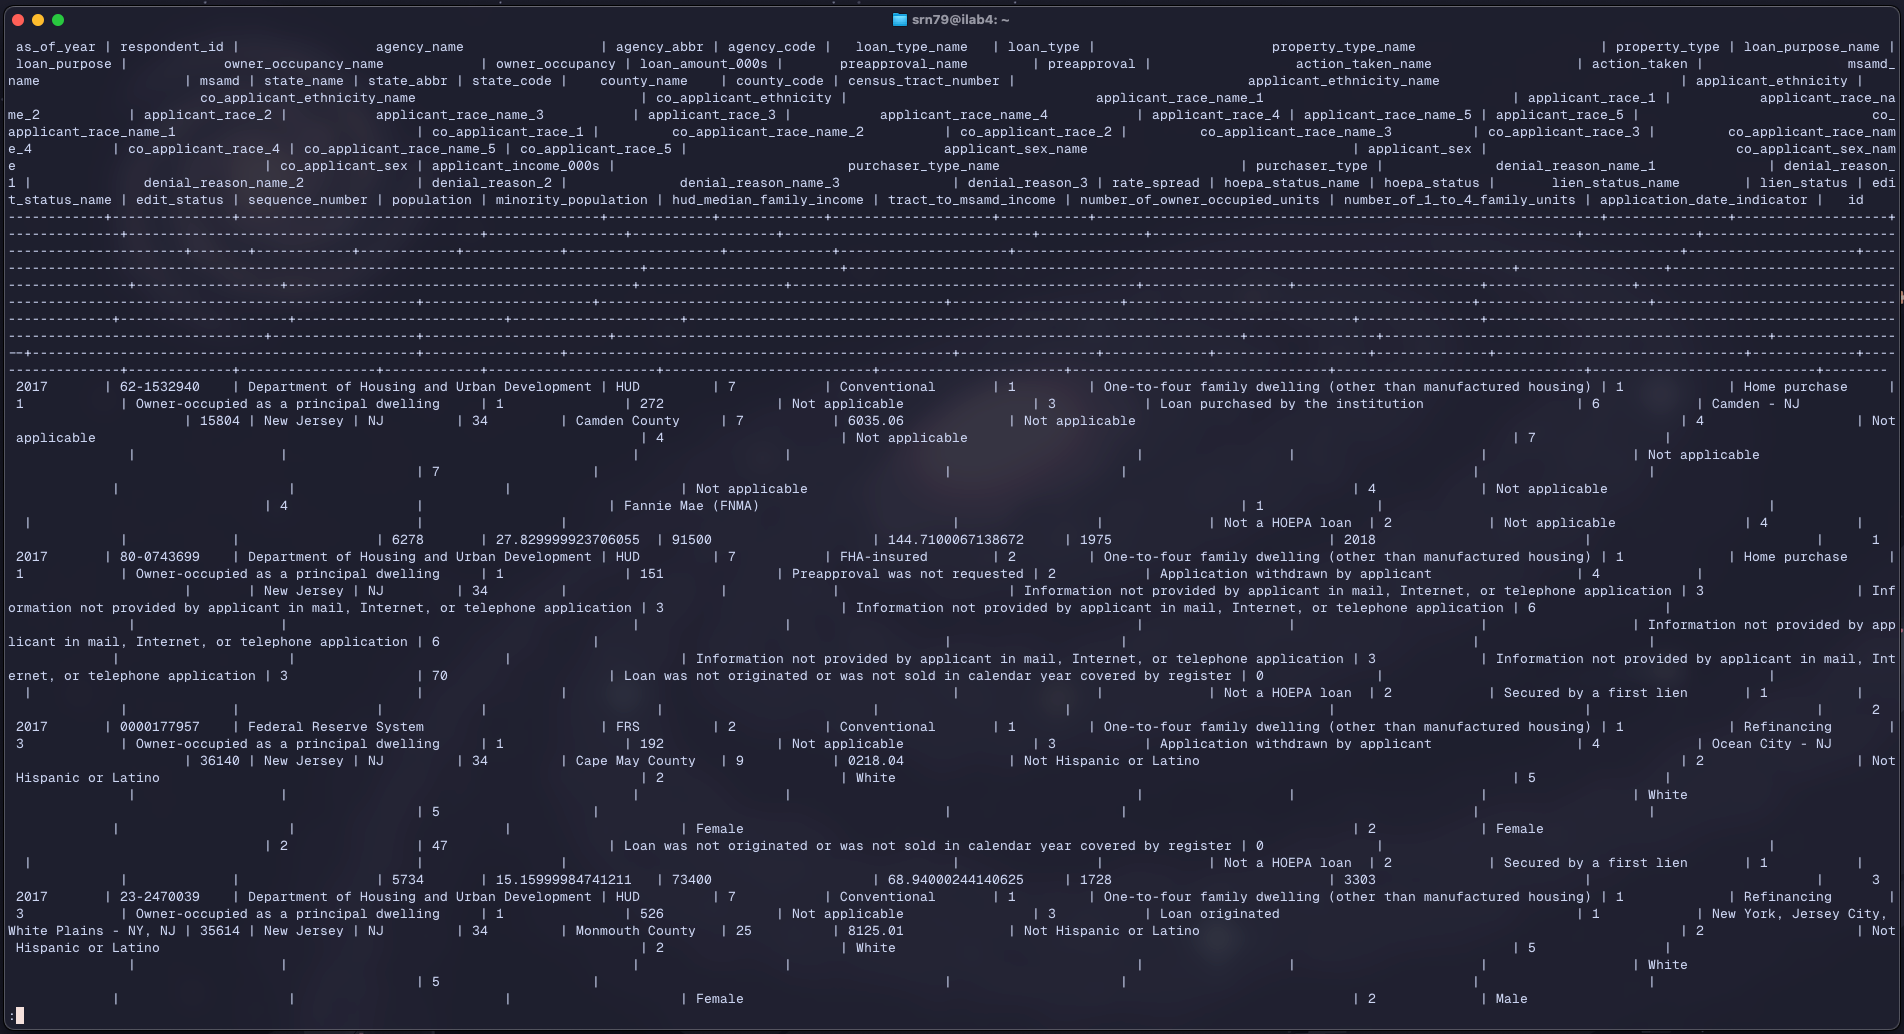 srn79@ilab4: ~
as_of_year | respondent_id | agency_name | agency_abbr | agency_code | loan_type_name | loan_type | property_type_name | property_type | loan_purpose_name |
loan_purpose | owner_occupancy_name | owner_occupancy | loan_amount_000s | preapproval_name | preapproval | action_taken_name | action_taken | msamd_
name | msamd | state_name | state_abbr | state_code | county_name | county_code | census_tract_number | applicant_ethnicity_name | applicant_ethnicity |
co_applicant_ethnicity_name | co_applicant_ethnicity | applicant_race_name_1 | applicant_race_1 | applicant_race_na
me_2 | applicant_race_2 | applicant_race_name_3 | applicant_race_3 | applicant_race_name_4 | applicant_race_4 | applicant_race_name_5 | applicant_race_5 | co_
applicant_race_name_1 | co_applicant_race_1 | co_applicant_race_name_2 | co_applicant_race_2 | co_applicant_race_name_3 | co_applicant_race_3 | co_applicant_race_nam
e_4 | co_applicant_race_4 | co_applicant_race_name_5 | co_applicant_race_5 | applicant_sex_name | applicant_sex | co_applicant_sex_nam
e | co_applicant_sex | applicant_income_000s | purchaser_type_name | purchaser_type | denial_reason_name_1 | denial_reason_
1 | denial_reason_name_2 | denial_reason_2 | denial_reason_name_3 | denial_reason_3 | rate_spread | hoepa_status_name | hoepa_status | lien_status_name | lien_status | edi
t_status_name | edit_status | sequence_number | population | minority_population | hud_median_family_income | tract_to_msamd_income | number_of_owner_occupied_units | number_of_1_to_4_family_units | application_date_indicator | id
2017 | 62-1532940 | Department of Housing and Urban Development | HUD | 7 | Conventional | 1 | One-to-four family dwelling (other than manufactured housing) | 1 | Home purchase |
1 | Owner-occupied as a principal dwelling | 1 | 272 | Not applicable | 3 | Loan purchased by the institution | 6 | Camden - NJ
| 15804 | New Jersey | NJ | 34 | Camden County | 7 | 6035.06 | Not applicable | 4 | Not
applicable | 4 | Not applicable | 7 |
| | | | | | | | Not applicable
| 7 | | | | |
| | | | Not applicable | 4 | Not applicable
| 4 | | Fannie Mae (FNMA) | 1 | |
| | | | | | Not a HOEPA loan | 2 | Not applicable | 4 |
| | | 6278 | 27.829999923706055 | 91500 | 144.7100067138672 | 1975 | 2018 | | 1
2017 | 80-0743699 | Department of Housing and Urban Development | HUD | 7 | FHA-insured | 2 | One-to-four family dwelling (other than manufactured housing) | 1 | Home purchase |
1 | Owner-occupied as a principal dwelling | 1 | 151 | Preapproval was not requested | 2 | Application withdrawn by applicant | 4 |
| | New Jersey | NJ | 34 | | | | Information not provided by applicant in mail, Internet, or telephone application | 3 | Inf
ormation not provided by applicant in mail, Internet, or telephone application | 3 | Information not provided by applicant in mail, Internet, or telephone application | 6 |
| | | | | | | | Information not provided by app
licant in mail, Internet, or telephone application | 6 | | | | |
| | | | Information not provided by applicant in mail, Internet, or telephone application | 3 | Information not provided by applicant in mail, Int
ernet, or telephone application | 3 | 70 | Loan was not originated or was not sold in calendar year covered by register | 0 | |
| | | | | | Not a HOEPA loan | 2 | Secured by a first lien | 1 |
| | | | | | | | | | 2
2017 | 0000177957 | Federal Reserve System | FRS | 2 | Conventional | 1 | One-to-four family dwelling (other than manufactured housing) | 1 | Refinancing |
3 | Owner-occupied as a principal dwelling | 1 | 192 | Not applicable | 3 | Application withdrawn by applicant | 4 | Ocean City - NJ
| 36140 | New Jersey | NJ | 34 | Cape May County | 9 | 0218.04 | Not Hispanic or Latino | 2 | Not
Hispanic or Latino | 2 | White | 5 |
| | | | | | | | White
| 5 | | | | |
| | | | Female | 2 | Female
| 2 | 47 | Loan was not originated or was not sold in calendar year covered by register | 0 | |
| | | | | | Not a HOEPA loan | 2 | Secured by a first lien | 1 |
| | | 5734 | 15.15999984741211 | 73400 | 68.94000244140625 | 1728 | 3303 | | 3
2017 | 23-2470039 | Department of Housing and Urban Development | HUD | 7 | Conventional | 1 | One-to-four family dwelling (other than manufactured housing) | 1 | Refinancing |
3 | Owner-occupied as a principal dwelling | 1 | 526 | Not applicable | 3 | Loan originated | 1 | New York, Jersey City,
White Plains - NY, NJ | 35614 | New Jersey | NJ | 34 | Monmouth County | 25 | 8125.01 | Not Hispanic or Latino | 2 | Not
Hispanic or Latino | 2 | White | 5 |
| | | | | | | | White
| 5 | | | | |
| | | | Female | 2 | Male
: